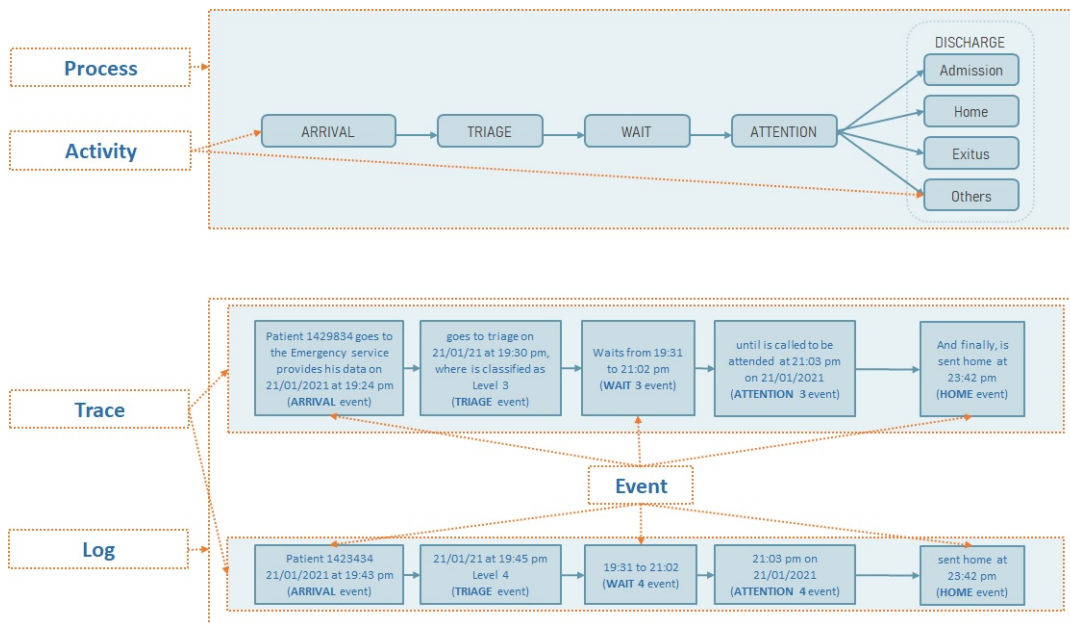 Process
Activity
ARRIVAL
TRIAGE
WAIT
ATTENTION
DISCHARGE
Admission
Home
Exitus
Others
Trace
Patient 1429834 goes to
the Emergency service
provides his data on
21/01/2021 at 19:24 pm
(ARRIVAL event)
goes to triage on
21/01/21 at 19:30 pm,
where is classified as
Level 3
(TRIAGE event)
Waits from 19:31
to 21:02 pm
(WAIT 3 event)
until is called to be
attended at 21:03 pm
on 21/01/2021
(ATTENTION 3 event)
And finally, is
sent home at
23:42 pm
(HOME event)
Event
Log
Patient 1423434
21/01/2021 at 19:43 pm
(ARRIVAL event)
21/01/21 at 19:45 pm
Level 4
(TRIAGE event)
19:31 to 21:02
(WAIT 4 event)
21:03 pm on
21/01/2021
(ATTENTION 4 event)
sent home at
23:42 pm
(HOME event)